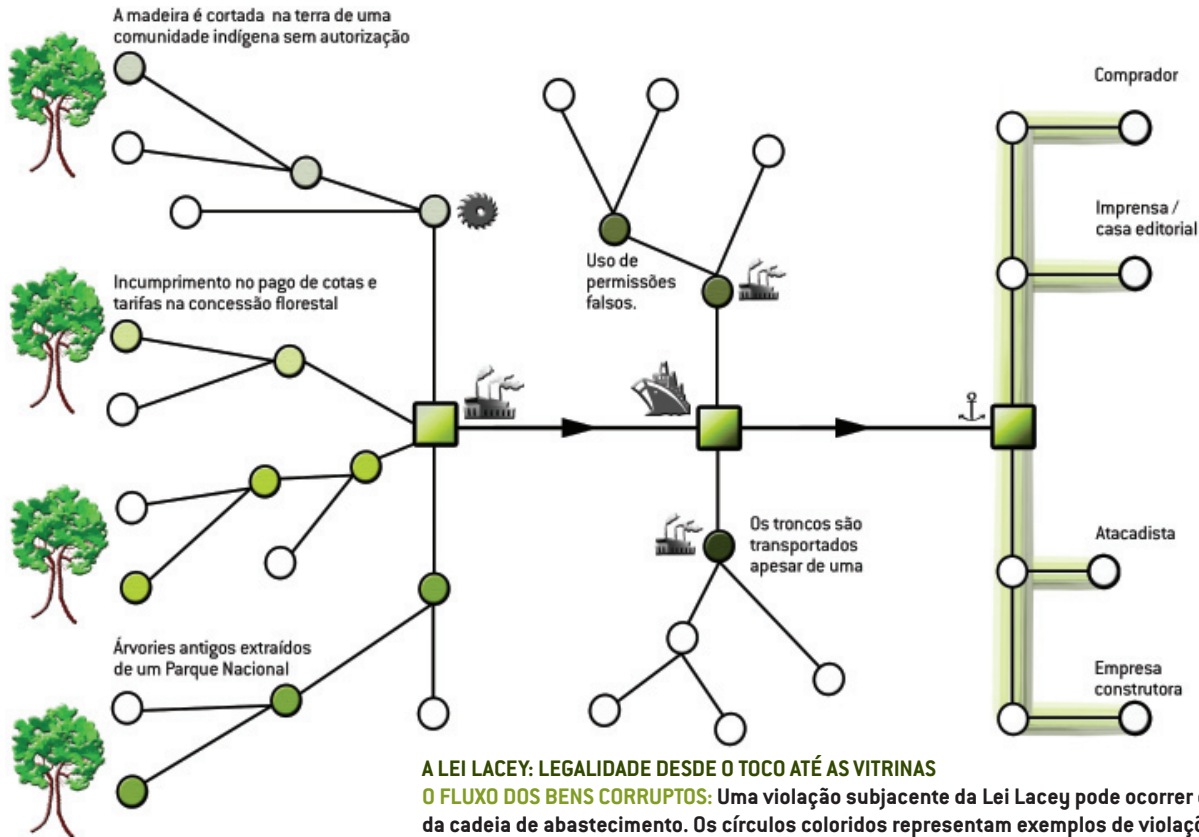 A madeira é cortada na terra de uma
comunidade indígena sem autorização
Comprador
Imprensa /
casa editorial
Uso de
permissões
falsos.
Incumprimento no pago de cotas e
tarifas na concessão florestal
Os troncos são
transportados
apesar de uma
Atacadista
Árvories antigos extraídos
de um Parque Nacional
Empresa
construtora
A LEI LACEY: LEGALIDADE DESDE O TOCO ATÉ AS VITRINAS
O FLUXO DOS BENS CORRUPTOS: Uma violação subjacente da Lei Lacey pode ocorrer
da cadeia de abastecimento. Os círculos coloridos representam exemplos de